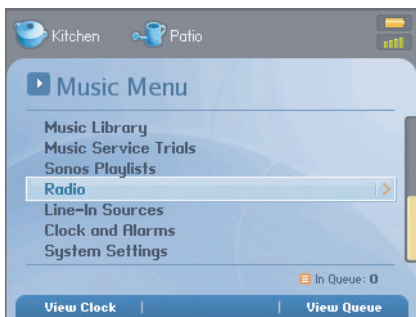 Kitchen Patio
Music Menu
Music Library
Music Service Trials
Sonos Playlists
Radio
Line-In Sources
Clock and Alarms
System Settings
In Queue: 0
View Clock View Queue